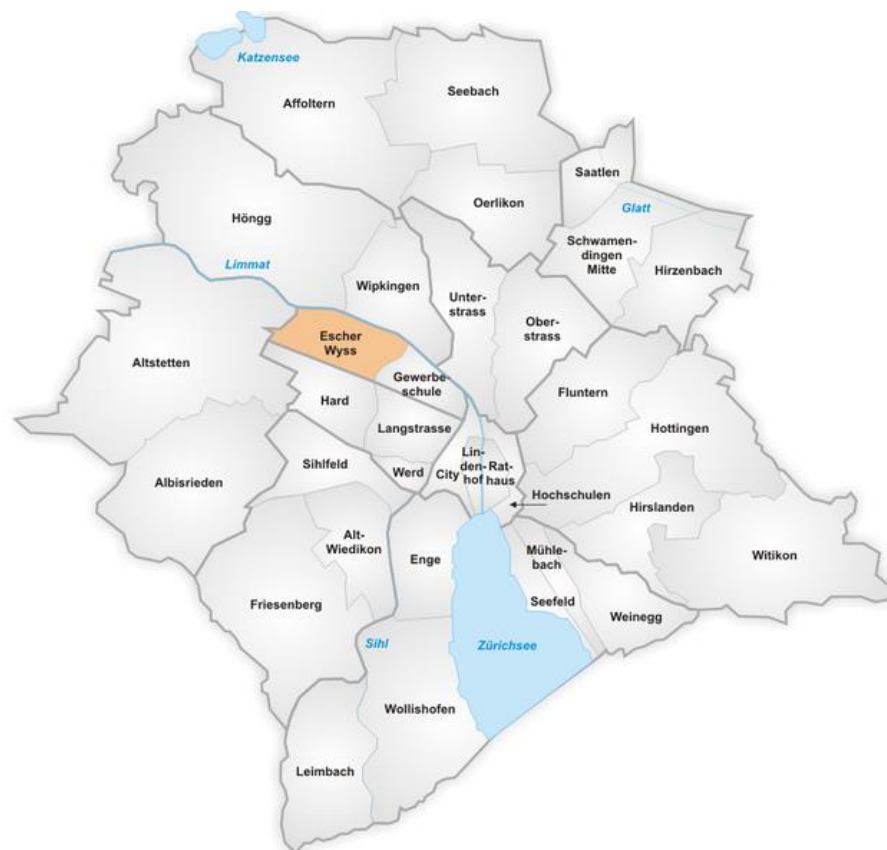 Katzensee
Seebach
Affoltern
Saatlen
Oerlikon
Glatt
Höngg
Schwamen-
dingen
Mitte
Limmat
Hirzenbach
Wipkingen
Unter-
strass
Ober-
strass
Escher
Wyss
Altstetten
Gewerbe-
schule
Fluntern
Hard
Hottingen
Langstrasse
Lin-
den-
hof
Rat-
haus
Sihlfeld
Werd
City
Albisrieden
Hochschulen
Hirslanden
Alt-
Wiedikon
Enge
Mühle-
bach
Witikon
Friesenberg
Seefeld
Weinegg
Sihl
Zürichsee
Wollishofen
Leimbach